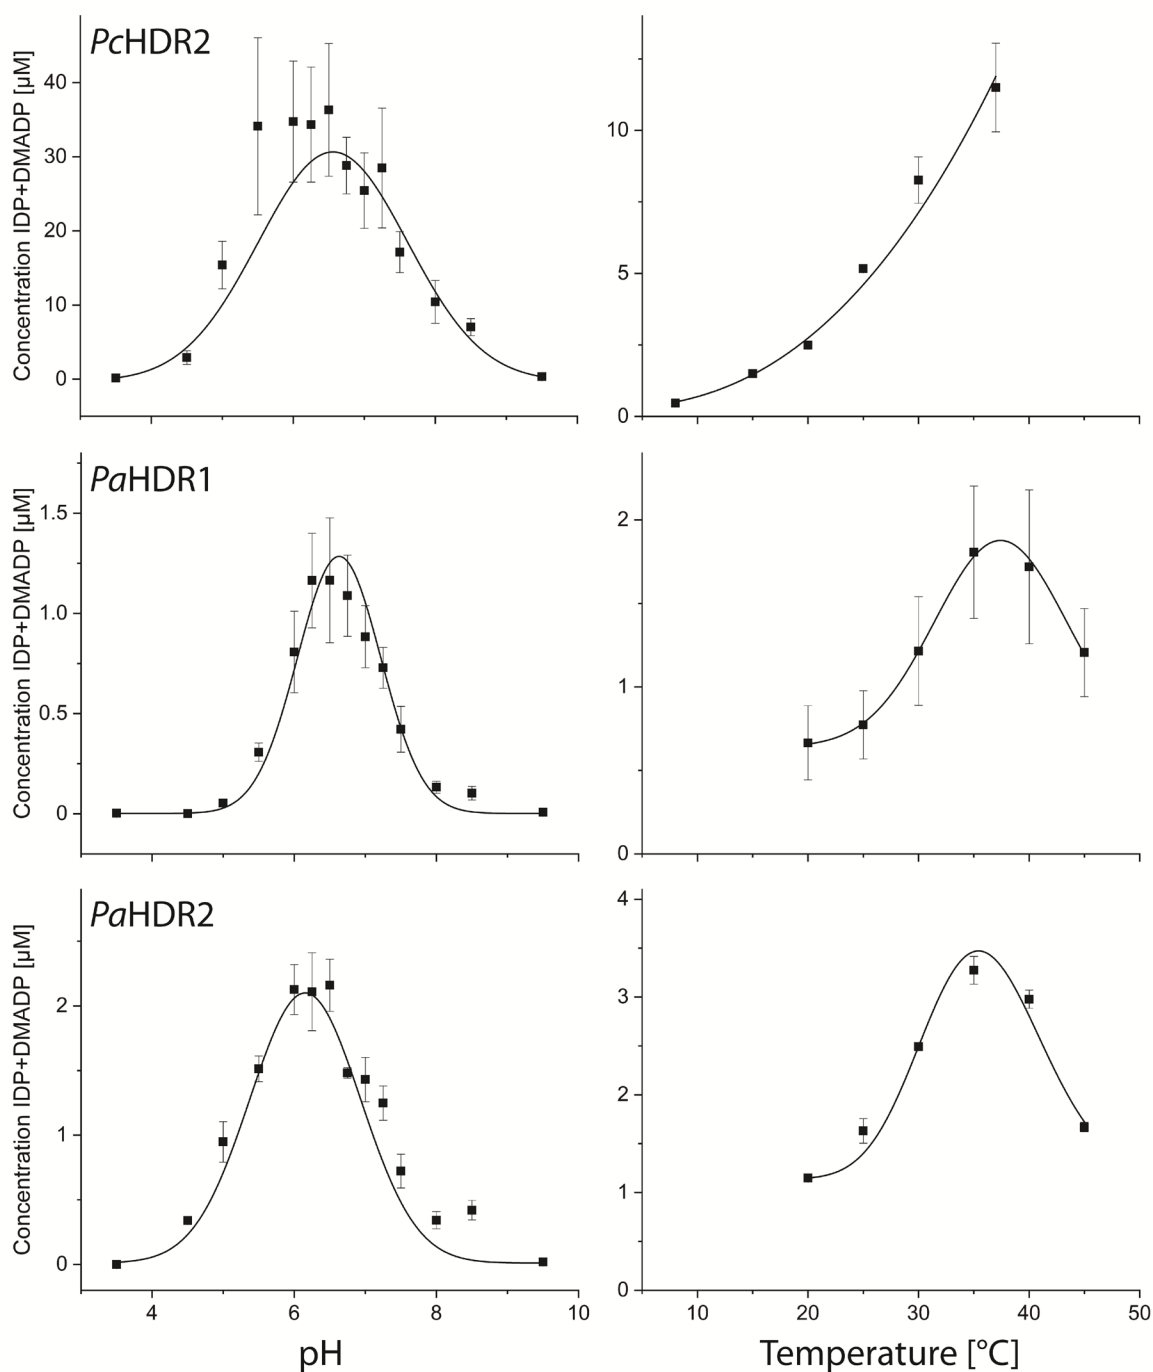 PcHDR2
Concentration IDP+DMADP [µM]
40
30
20
10
0
10
5
0
PaHDR1
Concentration IDP+DMADP [µM]
1.5
1.0
0.5
0
2
1
0
PaHDR2
Concentration IDP+DMADP [µM]
2
1
0
4
3
2
1
0
4 6 8 10
10 20 30 40 50
pH
Temperature [°C]